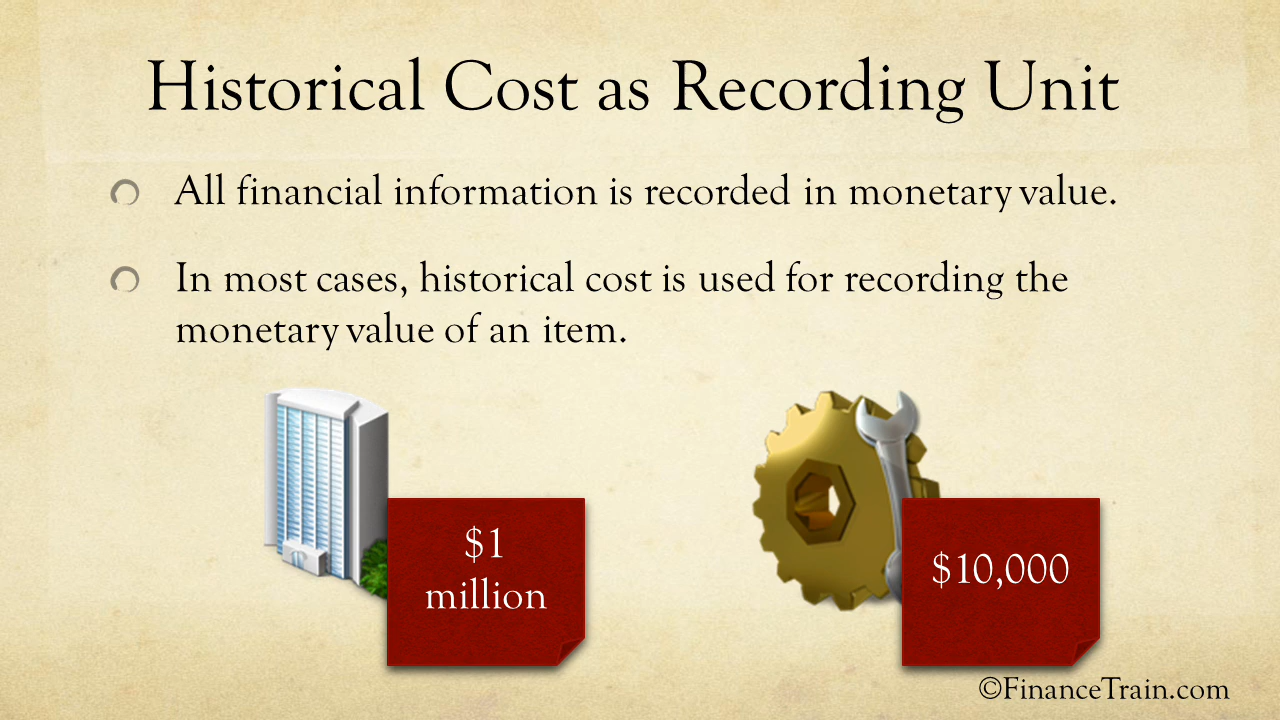 Historical Cost as Recording Unit
All financial information is recorded in monetary value.
In most cases, historical cost is used for recording the
monetary value of an item.
$1
million
$10,000
©FinanceTrain.com